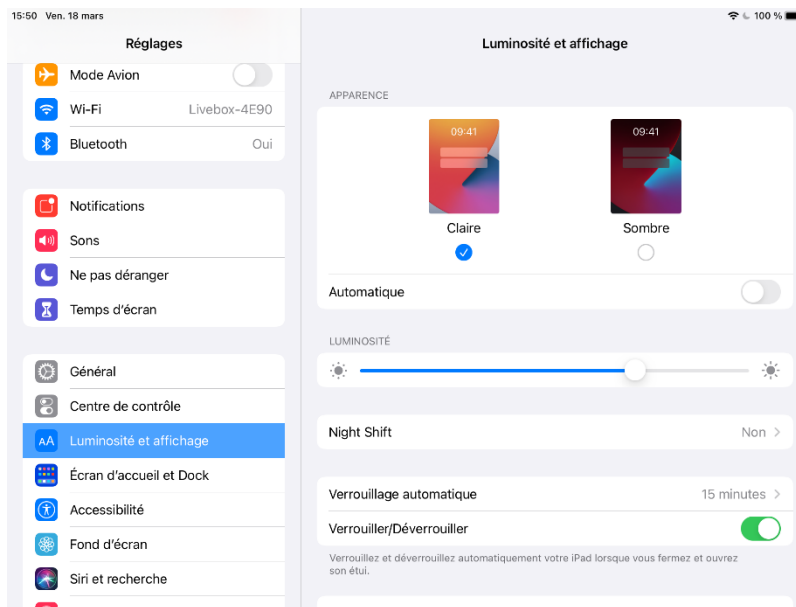 15:50 Ven. 18 mars
100 %
Réglages
Mode Avion
Wi-Fi
Livebox-4E90
Bluetooth
Oui
Notifications
Sons
Ne pas déranger
Temps d'écran
Général
Centre de contrôle
AA
Luminosité et affichage
Écran d'accueil et Dock
Accessibilité
Fond d'écran
Siri et recherche
Luminosité et affichage
APPARENCE
09:41
09:41
Claire
Sombre
Automatique
LUMINOSITÉ
Night Shift
Non
Verrouillage automatique
15 minutes
Verrouiller/Déverrouiller
Verrouillez et déverrouillez automatiquement votre iPad lorsque vous fermez et ouvrez
son étui.